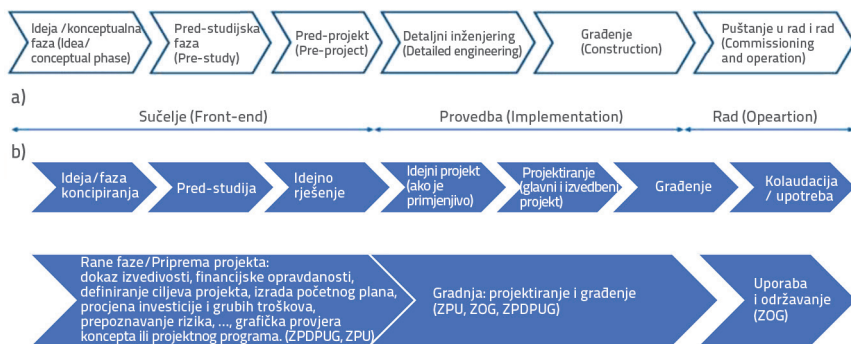 Ideja /konceptualna
faza (Idea/
conceptual phase)
Pred-studijska
faza
(Pre-study)
Pred-projekt
(Pre-project)
Detaljni inženjering
(Detailed engineering)
Građenje
(Construction)
Puštanje u rad i rad
(Commissioning
and operation)
a)
Sučelje (Front-end)
Provedba (Implementation)
Rad (Opeartion)
b)
Ideja/faza
koncipiranja
Pred-studija
Idejno
rješenje
Idejni projekt
(ako je
primjenjivo)
Projektiranje
(glavni i izvedbeni
projekt)
Građenje
Kolaudacija
/ upotreba
Rane faze/Priprema projekta:
dokaz izvedivosti, financijske opravdanosti,
definiranje ciljeva projekta, izrada početnog plana,
procjena investicije i grubih troškova,
prepoznavanje rizika, ..., grafička provjera
koncepta ili projektnog programa. (ZPDPUG, ZPU)
Gradnja: projektiranje i građenje
(ZPU, ZOG, ZPDPUG)
Uporaba
i održavanje
(ZOG)